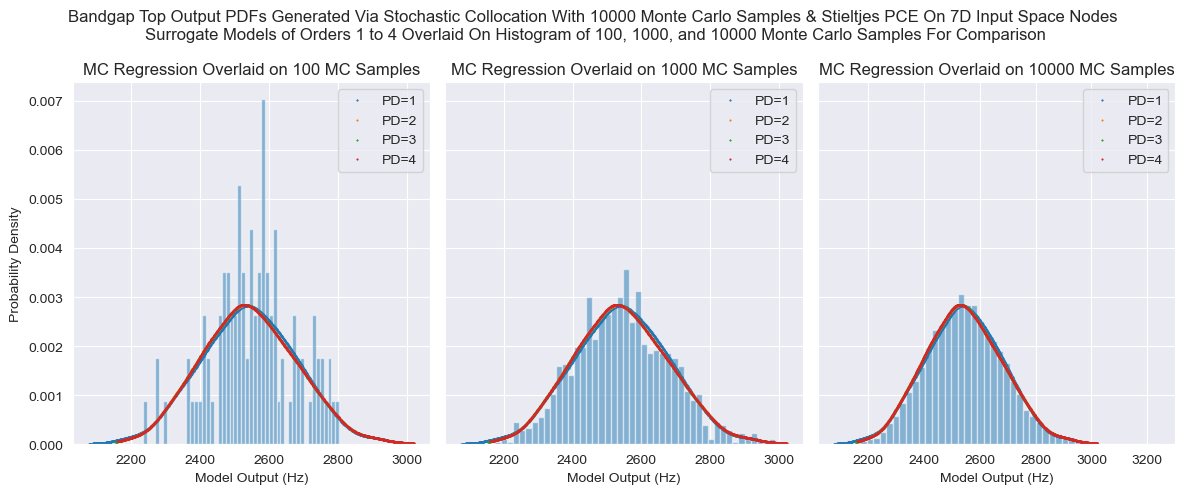 Bandgap Top Output PDFs Generated Via Stochastic Collocation With 10000 Monte Carlo Samples & Stieltjes PCE On 7D Input Space Nodes
Surrogate Models of Orders 1 to 4 Overlaid On Histogram of 100, 1000, and 10000 Monte Carlo Samples For Comparison
MC Regression Overlaid on 100 MC Samples
MC Regression Overlaid on 1000 MC Samples
MC Regression Overlaid on 10000 MC Samples
PD=1
PD=2
PD=3
PD=4
PD=1
PD=2
PD=3
PD=4
PD=1
PD=2
PD=3
PD=4
Probability Density
0.007
0.006
0.005
0.004
0.003
0.002
0.001
0.000
2200 2400 2600 2800 3000
2200 2400 2600 2800 3000
2200 2400 2600 2800 3000 3200
Model Output (Hz)
Model Output (Hz)
Model Output (Hz)